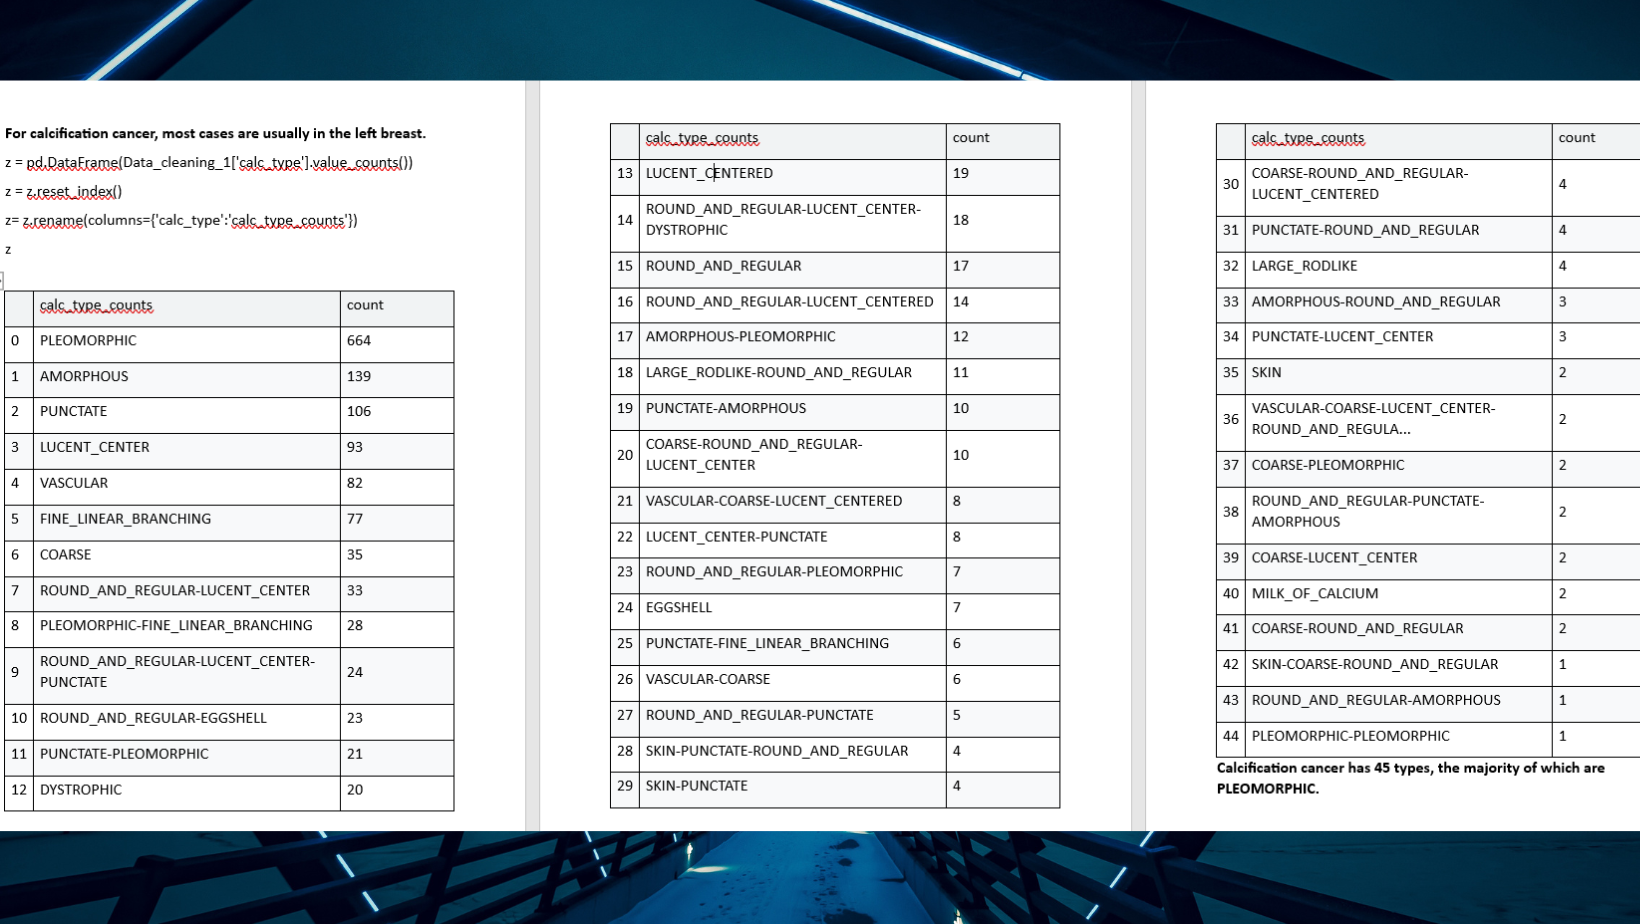 For calcification cancer, most cases are usually in the left breast.
z = pd.DataFrame(Data_cleaning_1['calc_type'].value_counts())
z = z.reset_index()
z= z.rename(columns={'calc_type':'calc_type_counts'})
z
calc_type_counts count
0 PLEOMORPHIC 664
1 AMORPHOUS 139
2 PUNCTATE 106
3 LUCENT_CENTER 93
4 VASCULAR 82
5 FINE_LINEAR_BRANCHING 77
6 COARSE 35
7 ROUND_AND_REGULAR-LUCENT_CENTER 33
8 PLEOMORPHIC-FINE_LINEAR_BRANCHING 28
9 ROUND_AND_REGULAR-LUCENT_CENTER-
PUNCTATE 24
10 ROUND_AND_REGULAR-EGGSHELL 23
11 PUNCTATE-PLEOMORPHIC 21
12 DYSTROPHIC 20
calc_type_counts count
13 LUCENT_CENTERED 19
14 ROUND_AND_REGULAR-LUCENT_CENTER-
DYSTROPHIC 18
15 ROUND_AND_REGULAR 17
16 ROUND_AND_REGULAR-LUCENT_CENTERED 14
17 AMORPHOUS-PLEOMORPHIC 12
18 LARGE_RODLIKE-ROUND_AND_REGULAR 11
19 PUNCTATE-AMORPHOUS 10
20 COARSE-ROUND_AND_REGULAR-
LUCENT_CENTER 10
21 VASCULAR-COARSE-LUCENT_CENTERED 8
22 LUCENT_CENTER-PUNCTATE 8
23 ROUND_AND_REGULAR-PLEOMORPHIC 7
24 EGGSHELL 7
25 PUNCTATE-FINE_LINEAR_BRANCHING 6
26 VASCULAR-COARSE 6
27 ROUND_AND_REGULAR-PUNCTATE 5
28 SKIN-PUNCTATE-ROUND_AND_REGULAR 4
29 SKIN-PUNCTATE 4
calc_type_counts count
30 COARSE-ROUND_AND_REGULAR-
LUCENT_CENTERED 4
31 PUNCTATE-ROUND_AND_REGULAR 4
32 LARGE_RODLIKE 4
33 AMORPHOUS-ROUND_AND_REGULAR 3
34 PUNCTATE-LUCENT_CENTER 3
35 SKIN 2
36 VASCULAR-COARSE-LUCENT_CENTER-
ROUND_AND_REGULA... 2
37 COARSE-PLEOMORPHIC 2
38 ROUND_AND_REGULAR-PUNCTATE-
AMORPHOUS 2
39 COARSE-LUCENT_CENTER 2
40 MILK_OF_CALCIUM 2
41 COARSE-ROUND_AND_REGULAR 2
42 SKIN-COARSE-ROUND_AND_REGULAR 1
43 ROUND_AND_REGULAR-AMORPHOUS 1
44 PLEOMORPHIC-PLEOMORPHIC 1
Calcification cancer has 45 types, the majority of which are
PLEOMORPHIC.